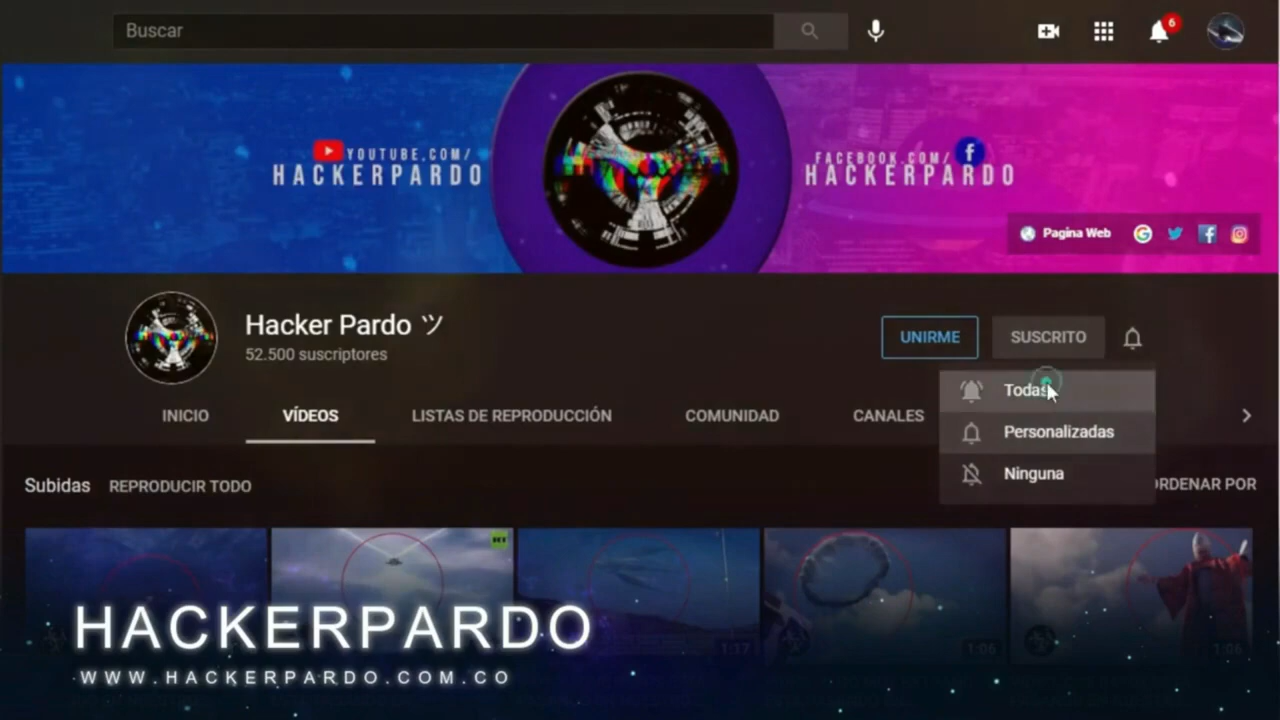 Buscar
6
YOUTUBE.COM/
HACKERPARDO
FACEBOOK.COM/
HACKERPARDO
Pagina Web
Hacker Pardo ツ
52.500 suscriptores
UNIRME
SUSCRITO
Todas
Personalizadas
Ninguna
INICIO
VÍDEOS
LISTAS DE REPRODUCCIÓN
COMUNIDAD
CANALES
Subidas
REPRODUCIR TODO
ORDENAR POR
RT
1:17
1:06
1:06
HACKERPARDO
WWW.HACKERPARDO.COM.CO